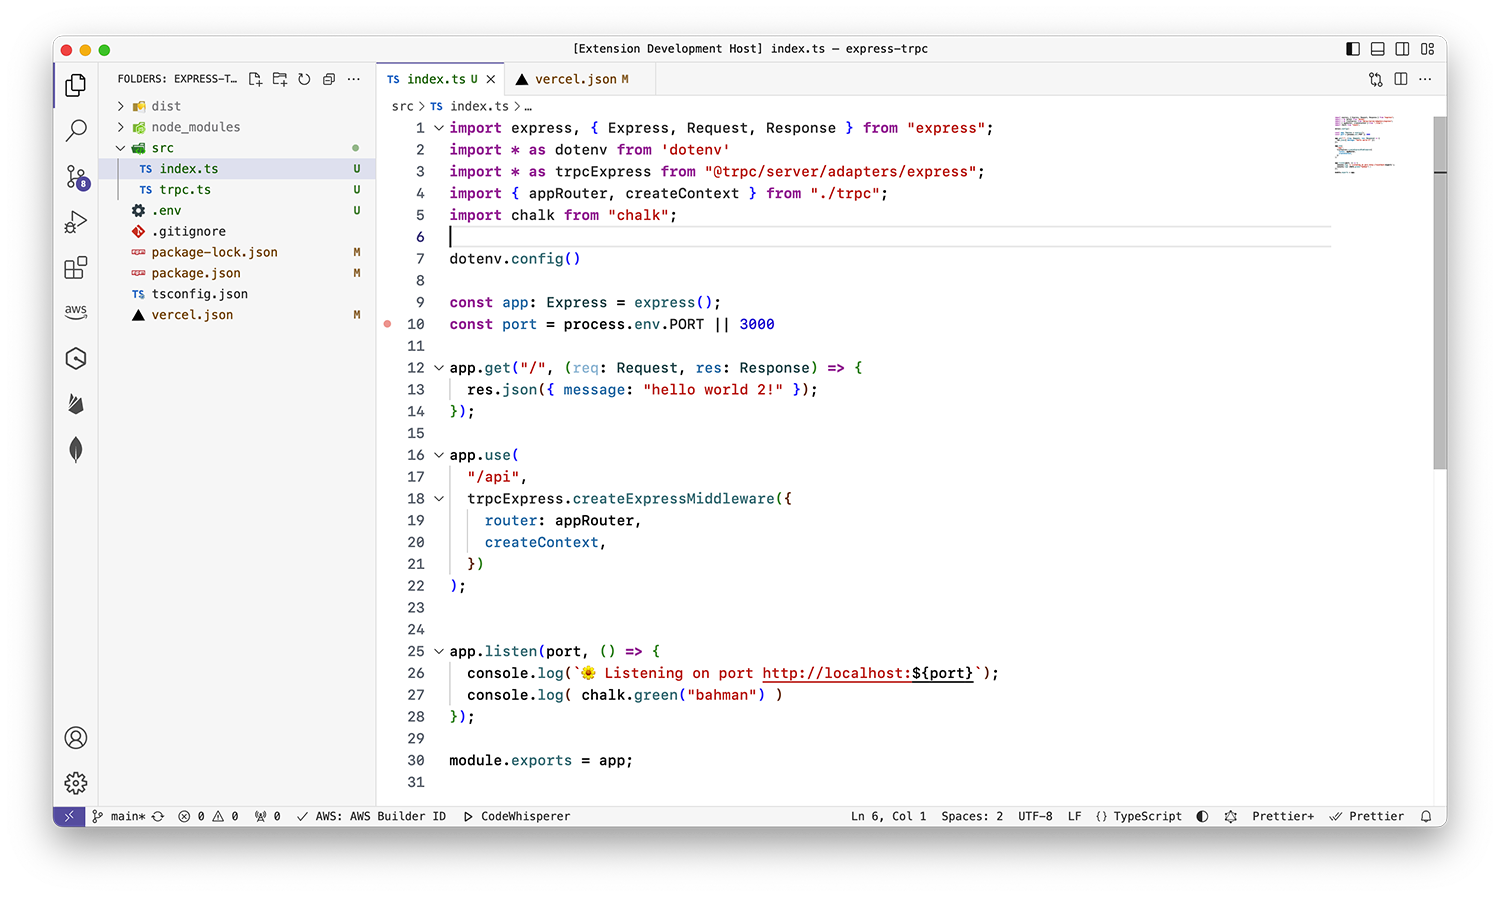 [Extension Development Host] index.ts — express-trpc
FOLDERS: EXPRESS-T...
dist
node_modules
src
TS index.ts U
TS trpc.ts U
.env U
.gitignore
package-lock.json M
package.json M
TS tsconfig.json
vercel.json M
8
aws
TS index.ts U
vercel.json M
src > TS index.ts > ...
1 import express, { Express, Request, Response } from "express";
2 import * as dotenv from 'dotenv'
3 import * as trpcExpress from "@trpc/server/adapters/express";
4 import { appRouter, createContext } from "./trpc";
5 import chalk from "chalk";
6
7 dotenv.config()
8
9 const app: Express = express();
10 const port = process.env.PORT || 3000
11
12 app.get("/", (req: Request, res: Response) => {
13 res.json({ message: "hello world 2!" });
14 });
15
16 app.use(
17 "/api",
18 trpcExpress.createExpressMiddleware({
19 router: appRouter,
20 createContext,
21 })
22 );
23
24
25 app.listen(port, () => {
26 console.log(`🌼 Listening on port http://localhost:${port}`);
27 console.log( chalk.green("bahman") )
28 });
29
30 module.exports = app;
31
main* 0 0 0 AWS: AWS Builder ID CodeWhisperer Ln 6, Col 1 Spaces: 2 UTF-8 LF {} TypeScript Prettier+ Prettier